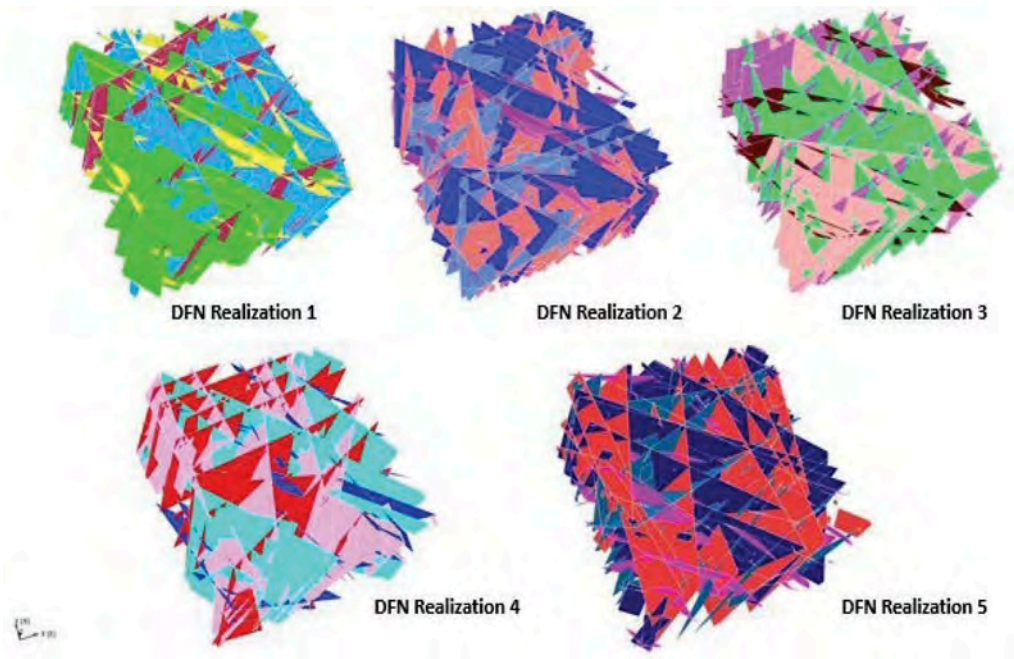 DFN Realization 1
DFN Realization 2
DFN Realization 3
DFN Realization 4
DFN Realization 5